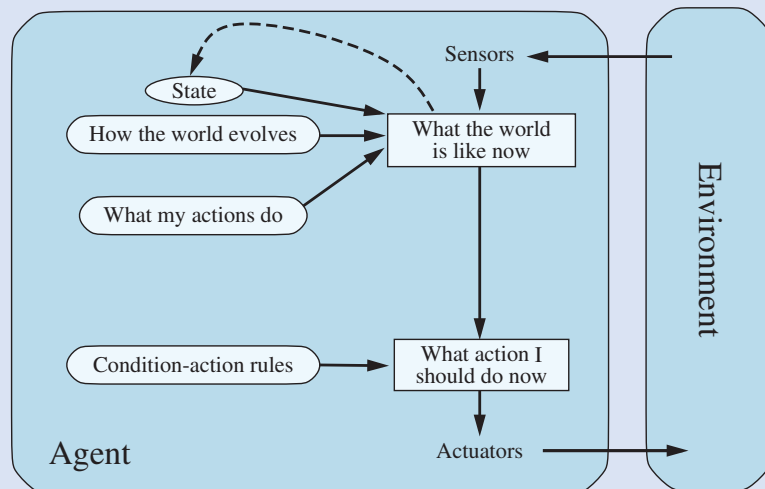 Sensors
State
How the world evolves
What the world
is like now
What my actions do
Environment
Condition-action rules
What action I
should do now
Agent
Actuators